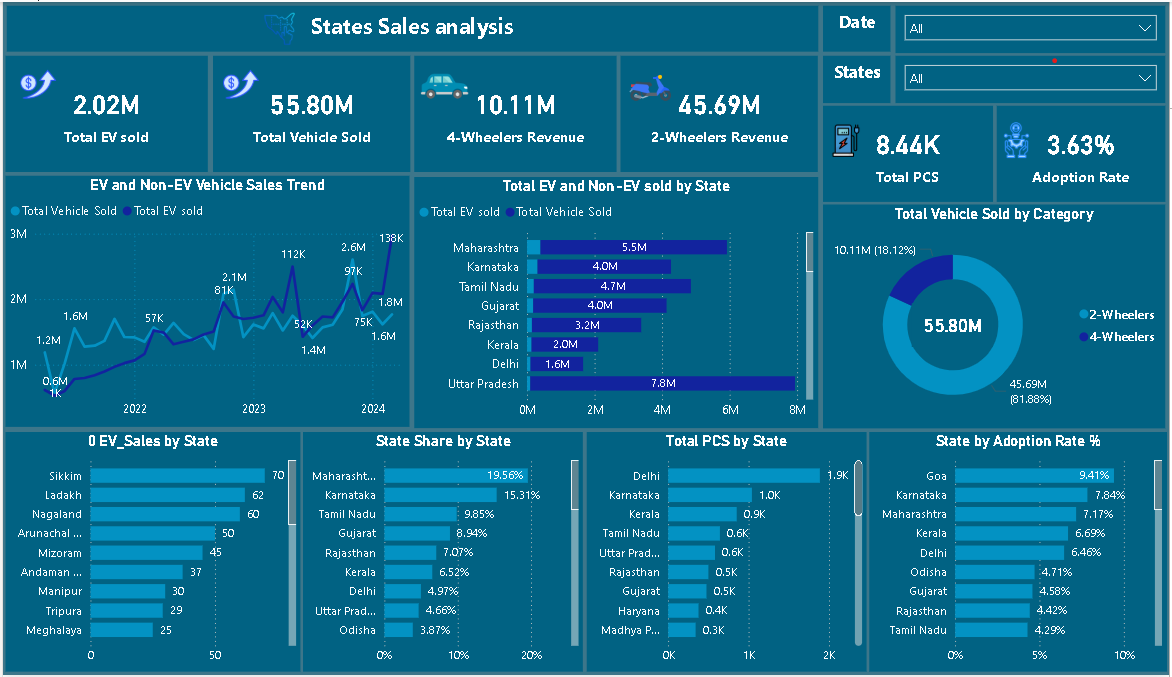 States Sales analysis
Date
All
States
All
2.02M
Total EV sold
55.80M
Total Vehicle Sold
10.11M
4-Wheelers Revenue
45.69M
2-Wheelers Revenue
8.44K
Total PCS
3.63%
Adoption Rate
EV and Non-EV Vehicle Sales Trend
Total Vehicle Sold Total EV sold
3M
2M
1M
1.2M
0.6M
1K
1.6M
57K
81K
2.1M
112K
52K
1.4M
2.6M
97K
75K
138K
1.8M
1.6M
2022 2023 2024
Total EV and Non-EV sold by State
Total EV sold Total Vehicle Sold
Maharashtra 5.5M
Karnataka 4.0M
Tamil Nadu 4.7M
Gujarat 4.0M
Rajasthan 3.2M
Kerala 2.0M
Delhi 1.6M
Uttar Pradesh 7.8M
0M 2M 4M 6M 8M
Total Vehicle Sold by Category
10.11M (18.12%)
55.80M
2-Wheelers
4-Wheelers
45.69M
(81.88%)
0 EV_Sales by State
Sikkim 70
Ladakh 62
Nagaland 60
Arunachal ... 50
Mizoram 45
Andaman ... 37
Manipur 30
Tripura 29
Meghalaya 25
0 50
State Share by State
Maharasht... 19.56%
Karnataka 15.31%
Tamil Nadu 9.85%
Gujarat 8.94%
Rajasthan 7.07%
Kerala 6.52%
Delhi 4.97%
Uttar Prad... 4.66%
Odisha 3.87%
0% 10% 20%
Total PCS by State
Delhi 1.9K
Karnataka 1.0K
Kerala 0.9K
Tamil Nadu 0.6K
Uttar Prad... 0.6K
Rajasthan 0.5K
Gujarat 0.5K
Haryana 0.4K
Madhya P... 0.3K
0K 1K 2K
State by Adoption Rate %
Goa 9.41%
Karnataka 7.84%
Maharashtra 7.17%
Kerala 6.69%
Delhi 6.46%
Odisha 4.71%
Gujarat 4.58%
Rajasthan 4.42%
Tamil Nadu 4.29%
0% 5% 10%